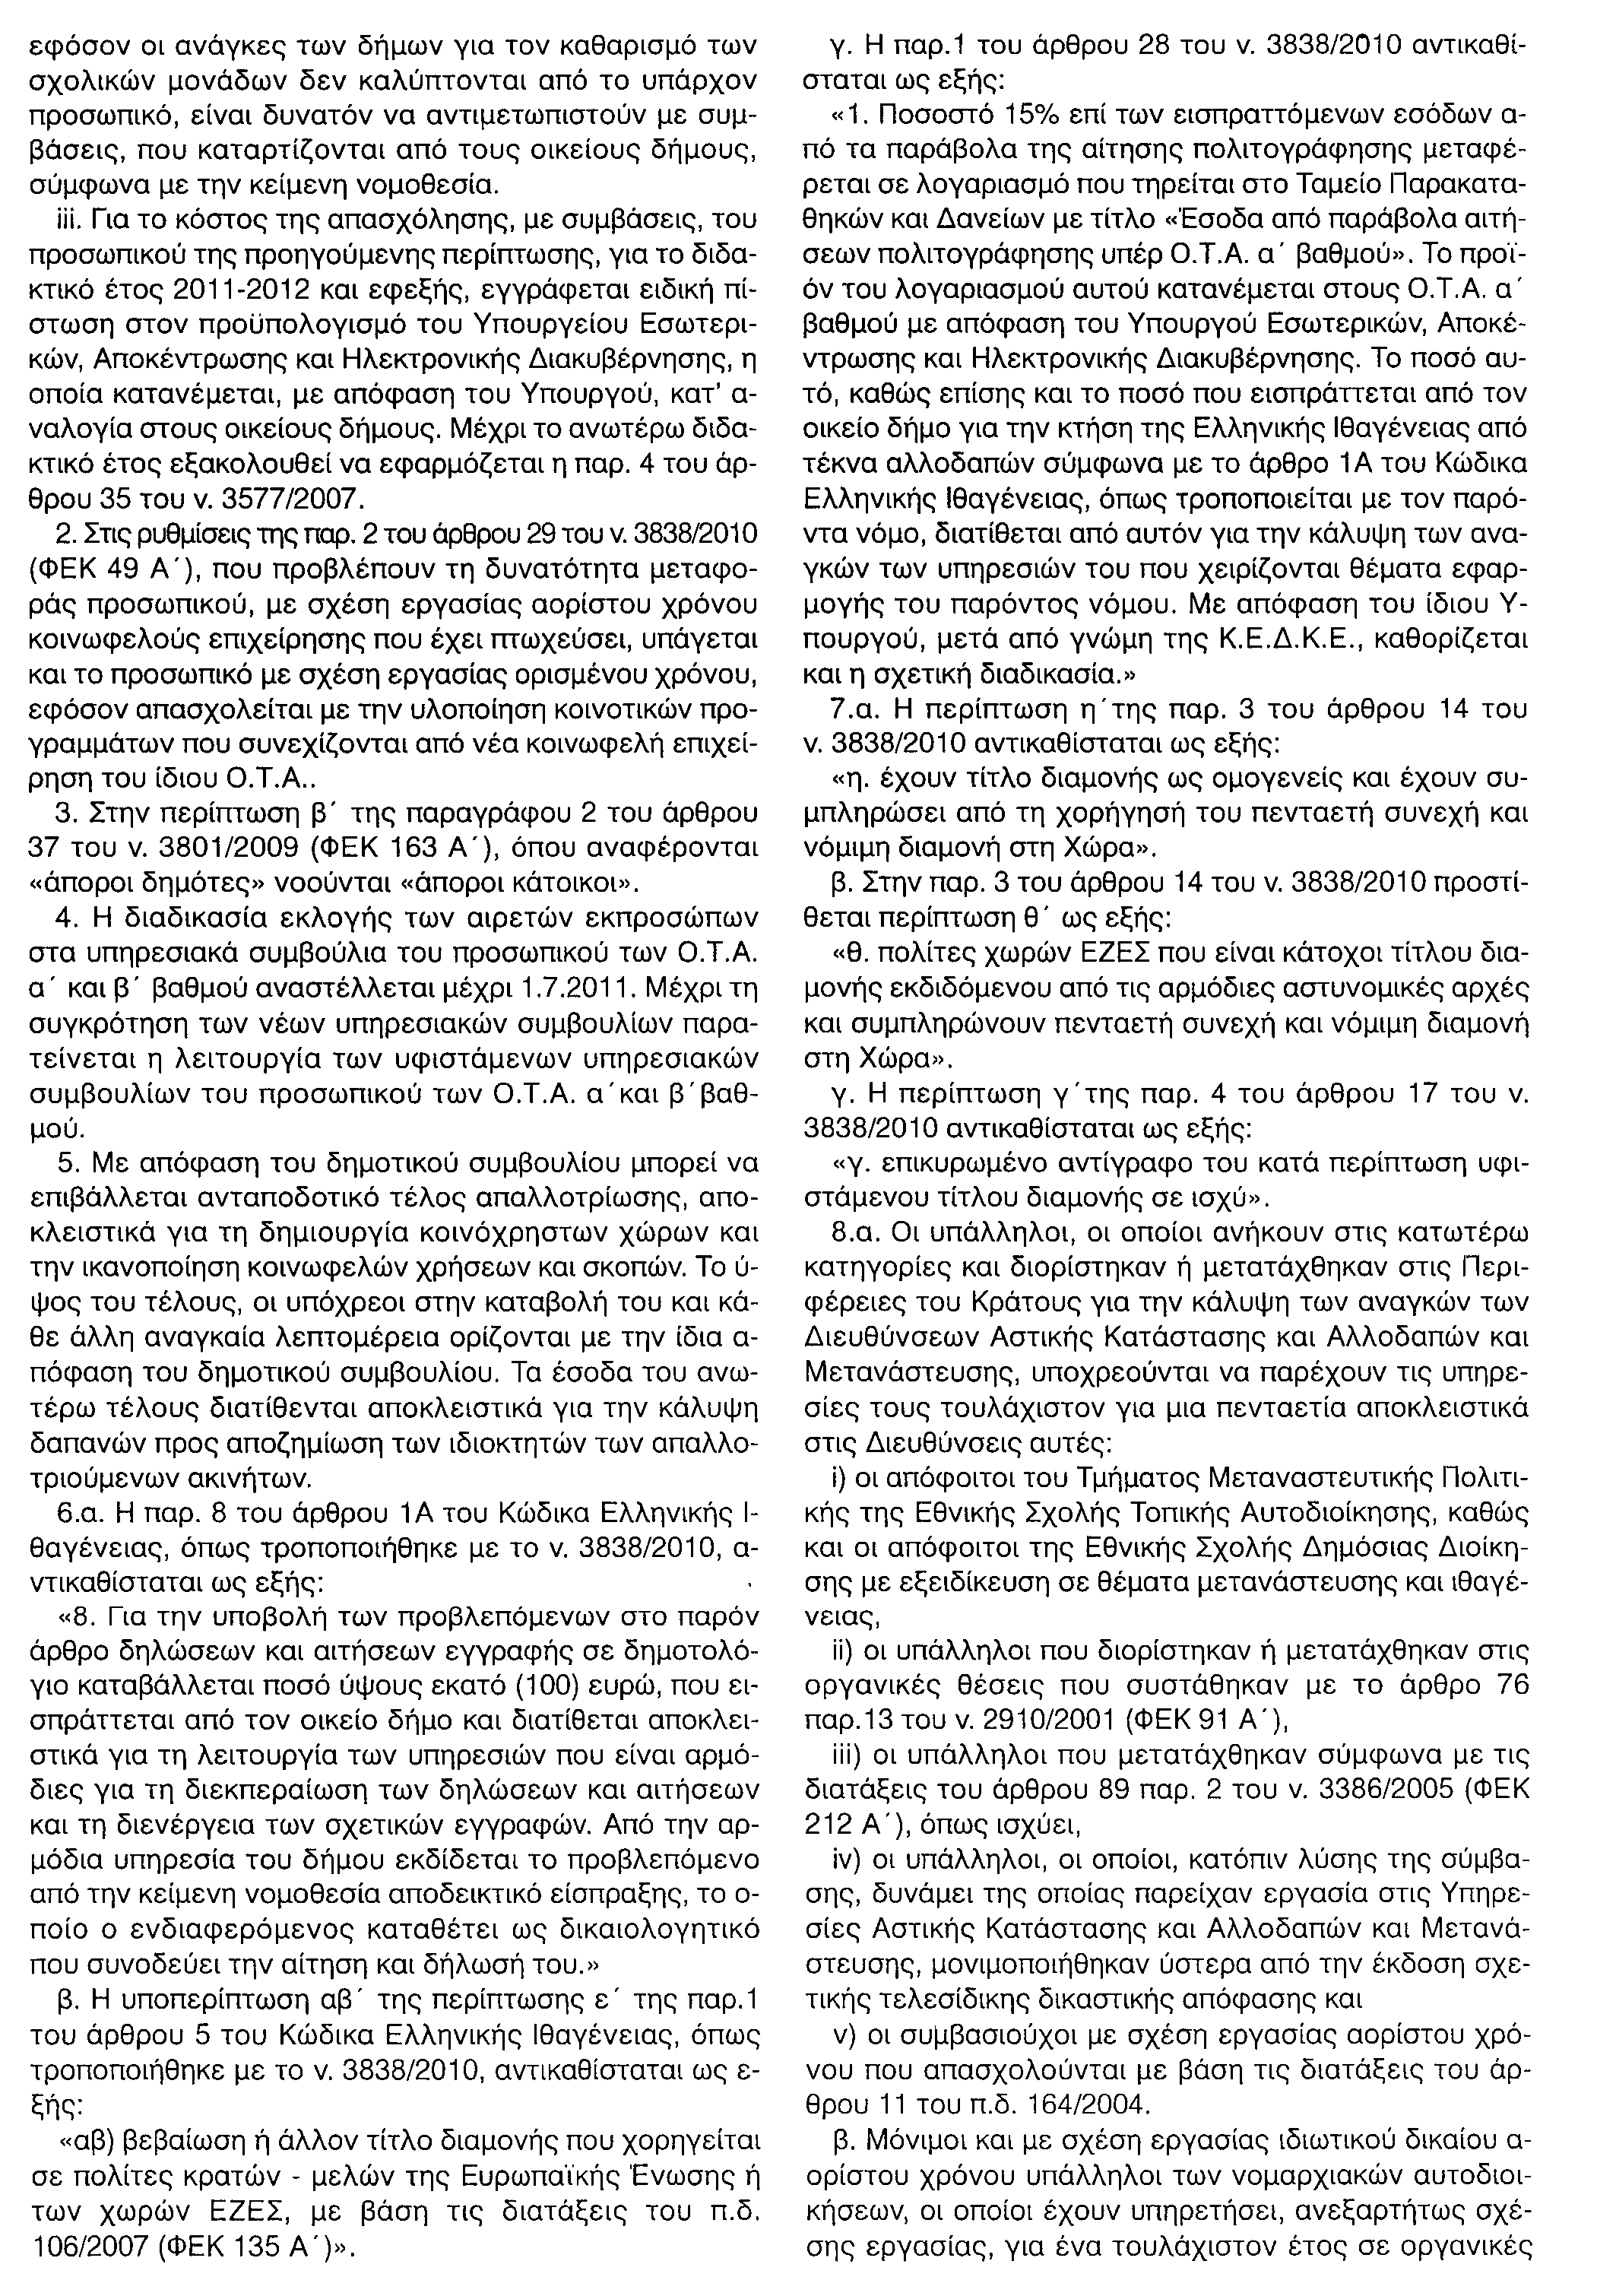 εφόσον οι ανάγκες των δήμων για τον καθαρισμό των
σχολικών μονάδων δεν καλύπτονται από το υπάρχον
προσωπικό, είναι δυνατόν να αντιμετωπιστούν με συμ-
βάσεις, που καταρτίζονται από τους οικείους δήμους,
σύμφωνα με την κείμενη νομοθεσία.
iii. Για το κόστος της απασχόλησης, με συμβάσεις, του
προσωπικού της προηγούμενης περίπτωσης, για το διδα-
κτικό έτος 2011-2012 και εφεξής, εγγράφεται ειδική πί-
στωση στον προϋπολογισμό του Υπουργείου Εσωτερι-
κών, Αποκέντρωσης και Ηλεκτρονικής Διακυβέρνησης, η
οποία κατανέμεται, με απόφαση του Υπουργού, κατ’ α-
ναλογία στους οικείους δήμους. Μέχρι το ανωτέρω διδα-
κτικό έτος εξακολουθεί να εφαρμόζεται η παρ. 4 του άρ-
θρου 35 του ν. 3577/2007.
2. Στις ρυθμίσεις της παρ. 2 του άρθρου 29 του ν. 3838/2010
(ΦΕΚ 49 Α΄), που προβλέπουν τη δυνατότητα μεταφο-
ράς προσωπικού, με σχέση εργασίας αορίστου χρόνου
κοινωφελούς επιχείρησης που έχει πτωχεύσει, υπάγεται
και το προσωπικό με σχέση εργασίας ορισμένου χρόνου,
εφόσον απασχολείται με την υλοποίηση κοινοτικών προ-
γραμμάτων που συνεχίζονται από νέα κοινωφελή επιχεί-
ρηση του ίδιου Ο.Τ.Α..
3. Στην περίπτωση β΄ της παραγράφου 2 του άρθρου
37 του ν. 3801/2009 (ΦΕΚ 163 Α΄), όπου αναφέρονται
«άποροι δημότες» νοούνται «άποροι κάτοικοι».
4. Η διαδικασία εκλογής των αιρετών εκπροσώπων
στα υπηρεσιακά συμβούλια του προσωπικού των Ο.Τ.Α.
α΄ και β΄ βαθμού αναστέλλεται μέχρι 1.7.2011. Μέχρι τη
συγκρότηση των νέων υπηρεσιακών συμβουλίων παρα-
τείνεται η λειτουργία των υφιστάμενων υπηρεσιακών
συμβουλίων του προσωπικού των Ο.Τ.Α. α΄και β΄βαθ-
μού.
5. Με απόφαση του δημοτικού συμβουλίου μπορεί να
επιβάλλεται ανταποδοτικό τέλος απαλλοτρίωσης, απο-
κλειστικά για τη δημιουργία κοινόχρηστων χώρων και
την ικανοποίηση κοινωφελών χρήσεων και σκοπών. Το ύ-
ψος του τέλους, οι υπόχρεοι στην καταβολή του και κά-
θε άλλη αναγκαία λεπτομέρεια ορίζονται με την ίδια α-
πόφαση του δημοτικού συμβουλίου. Τα έσοδα του ανω-
τέρω τέλους διατίθενται αποκλειστικά για την κάλυψη
δαπανών προς αποζημίωση των ιδιοκτητών των απαλλο-
τριούμενων ακινήτων.
6.α. Η παρ. 8 του άρθρου 1Α του Κώδικα Ελληνικής Ι-
θαγένειας, όπως τροποποιήθηκε με το ν. 3838/2010, α-
ντικαθίσταται ως εξής:
«8. Για την υποβολή των προβλεπόμενων στο παρόν
άρθρο δηλώσεων και αιτήσεων εγγραφής σε δημοτολό-
γιο καταβάλλεται ποσό ύψους εκατό (100) ευρώ, που ει-
σπράττεται από τον οικείο δήμο και διατίθεται αποκλει-
στικά για τη λειτουργία των υπηρεσιών που είναι αρμό-
διες για τη διεκπεραίωση των δηλώσεων και αιτήσεων
και τη διενέργεια των σχετικών εγγραφών. Από την αρ-
μόδια υπηρεσία του δήμου εκδίδεται το προβλεπόμενο
από την κείμενη νομοθεσία αποδεικτικό είσπραξης, το ο-
ποίο ο ενδιαφερόμενος καταθέτει ως δικαιολογητικό
που συνοδεύει την αίτηση και δήλωσή του.»
β. Η υποπερίπτωση αβ΄ της περίπτωσης ε΄ της παρ.1
του άρθρου 5 του Κώδικα Ελληνικής Ιθαγένειας, όπως
τροποποιήθηκε με το ν. 3838/2010, αντικαθίσταται ως ε-
ξής:
«αβ) βεβαίωση ή άλλον τίτλο διαμονής που χορηγείται
σε πολίτες κρατών - μελών της Ευρωπαϊκής Ένωσης ή
των χωρών ΕΖΕΣ, με βάση τις διατάξεις του π.δ.
106/2007 (ΦΕΚ 135 Α΄)».
γ. Η παρ.1 του άρθρου 28 του ν. 3838/2010 αντικαθί-
σταται ως εξής:
«1. Ποσοστό 15% επί των εισπραττόμενων εσόδων α-
πό τα παράβολα της αίτησης πολιτογράφησης μεταφέ-
ρεται σε λογαριασμό που τηρείται στο Ταμείο Παρακατα-
θηκών και Δανείων με τίτλο «Έσοδα από παράβολα αιτή-
σεων πολιτογράφησης υπέρ Ο.Τ.Α. α΄ βαθμού». Το προϊ-
όν του λογαριασμού αυτού κατανέμεται στους Ο.Τ.Α. α΄
βαθμού με απόφαση του Υπουργού Εσωτερικών, Αποκέ-
ντρωσης και Ηλεκτρονικής Διακυβέρνησης. Το ποσό αυ-
τό, καθώς επίσης και το ποσό που εισπράττεται από τον
οικείο δήμο για την κτήση της Ελληνικής Ιθαγένειας από
τέκνα αλλοδαπών σύμφωνα με το άρθρο 1Α του Κώδικα
Ελληνικής Ιθαγένειας, όπως τροποποιείται με τον παρό-
ντα νόμο, διατίθεται από αυτόν για την κάλυψη των ανα-
γκών των υπηρεσιών του που χειρίζονται θέματα εφαρ-
μογής του παρόντος νόμου. Με απόφαση του ίδιου Υ-
πουργού, μετά από γνώμη της Κ.Ε.Δ.Κ.Ε., καθορίζεται
και η σχετική διαδικασία.»
7.α. Η περίπτωση η΄της παρ. 3 του άρθρου 14 του
ν. 3838/2010 αντικαθίσταται ως εξής:
«η. έχουν τίτλο διαμονής ως ομογενείς και έχουν συ-
μπληρώσει από τη χορήγησή του πενταετή συνεχή και
νόμιμη διαμονή στη Χώρα».
β. Στην παρ. 3 του άρθρου 14 του ν. 3838/2010 προστί-
θεται περίπτωση θ΄ ως εξής:
«θ. πολίτες χωρών ΕΖΕΣ που είναι κάτοχοι τίτλου δια-
μονής εκδιδόμενου από τις αρμόδιες αστυνομικές αρχές
και συμπληρώνουν πενταετή συνεχή και νόμιμη διαμονή
στη Χώρα».
γ. Η περίπτωση γ΄της παρ. 4 του άρθρου 17 του ν.
3838/2010 αντικαθίσταται ως εξής:
«γ. επικυρωμένο αντίγραφο του κατά περίπτωση υφι-
στάμενου τίτλου διαμονής σε ισχύ».
8.α. Οι υπάλληλοι, οι οποίοι ανήκουν στις κατωτέρω
κατηγορίες και διορίστηκαν ή μετατάχθηκαν στις Περι-
φέρειες του Κράτους για την κάλυψη των αναγκών των
Διευθύνσεων Αστικής Κατάστασης και Αλλοδαπών και
Μετανάστευσης, υποχρεούνται να παρέχουν τις υπηρε-
σίες τους τουλάχιστον για μια πενταετία αποκλειστικά
στις Διευθύνσεις αυτές:
i) οι απόφοιτοι του Τμήματος Μεταναστευτικής Πολιτι-
κής της Εθνικής Σχολής Τοπικής Αυτοδιοίκησης, καθώς
και οι απόφοιτοι της Εθνικής Σχολής Δημόσιας Διοίκη-
σης με εξειδίκευση σε θέματα μετανάστευσης και ιθαγέ-
νειας,
ii) οι υπάλληλοι που διορίστηκαν ή μετατάχθηκαν στις
οργανικές θέσεις που συστάθηκαν με το άρθρο 76
παρ.13 του ν. 2910/2001 (ΦΕΚ 91 Α΄),
iii) οι υπάλληλοι που μετατάχθηκαν σύμφωνα με τις
διατάξεις του άρθρου 89 παρ. 2 του ν. 3386/2005 (ΦΕΚ
212 Α΄), όπως ισχύει,
iv) οι υπάλληλοι, οι οποίοι, κατόπιν λύσης της σύμβα-
σης, δυνάμει της οποίας παρείχαν εργασία στις Υπηρε-
σίες Αστικής Κατάστασης και Αλλοδαπών και Μετανά-
στευσης, μονιμοποιήθηκαν ύστερα από την έκδοση σχε-
τικής τελεσίδικης δικαστικής απόφασης και
v) οι συμβασιούχοι με σχέση εργασίας αορίστου χρό-
νου που απασχολούνται με βάση τις διατάξεις του άρ-
θρου 11 του π.δ. 164/2004.
β. Μόνιμοι και με σχέση εργασίας ιδιωτικού δικαίου α-
ορίστου χρόνου υπάλληλοι των νομαρχιακών αυτοδιοι-
κήσεων, οι οποίοι έχουν υπηρετήσει, ανεξαρτήτως σχέ-
σης εργασίας, για ένα τουλάχιστον έτος σε οργανικές